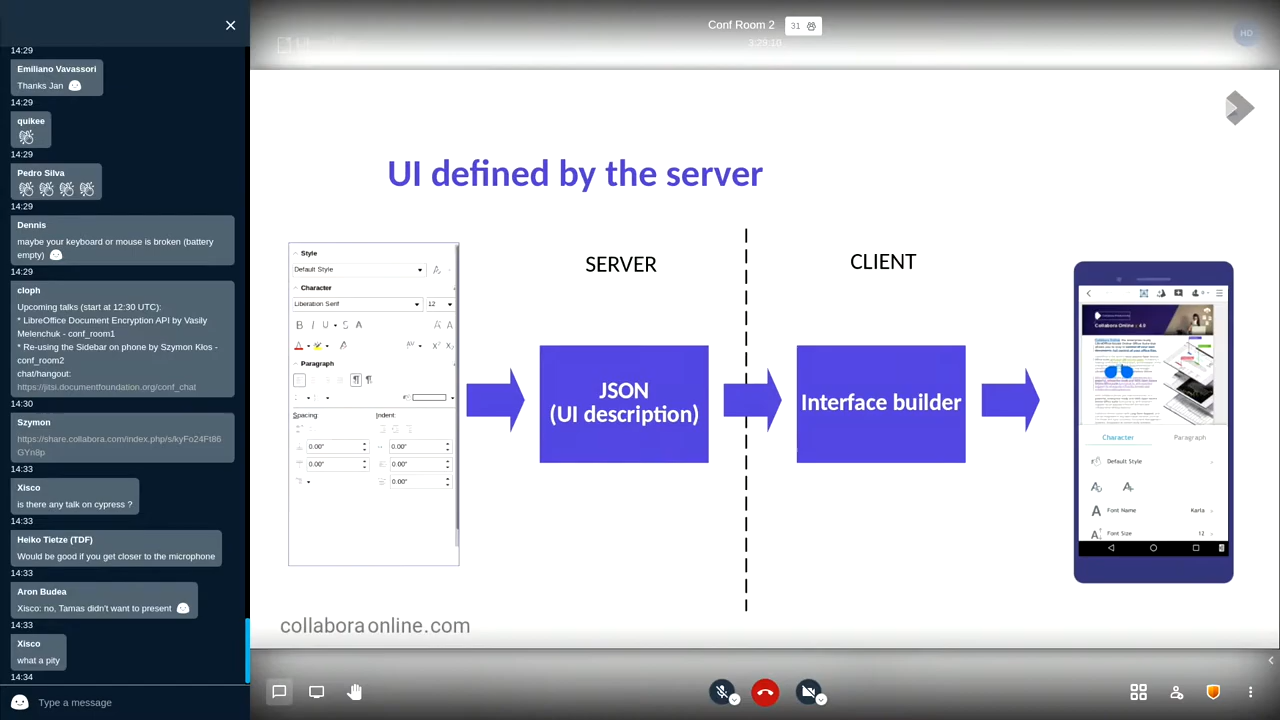 14:29
Emiliano Vavassori
Thanks Jan
14:29
quikee
14:29
Pedro Silva
14:29
Dennis
maybe your keyboard or mouse is broken (battery
empty)
14:29
cloph
Upcoming talks (start at 12:30 UTC):
* LibreOffice Document Encryption API by Vasily
Melenchuk - conf_room1
* Re-using the Sidebar on phone by Szymon Kłos -
conf_room2
chat/hangout:
https://jitsi.documentfoundation.org/conf_chat
14:30
Szymon
https://share.collabora.com/index.php/s/kyFo24Ft86
GYn8p
14:33
Xisco
is there any talk on cypress ?
14:33
Heiko Tietze (TDF)
Would be good if you get closer to the microphone
14:33
Aron Budea
Xisco: no, Tamas didn't want to present
14:33
Xisco
what a pity
14:34
Type a message
Conf Room 2
31
3:29:10
HD
UI defined by the server
SERVER
CLIENT
Style
Default Style
Character
Liberation Serif
12
Paragraph
Spacing
Indent
0.00"
0.00"
0.00"
0.00"
0.00"
JSON
(UI description)
Interface builder
Collabora Online v 4.0
Character
Paragraph
Default Style
Font Name
Karla
Font Size
12
collaboraonline.com